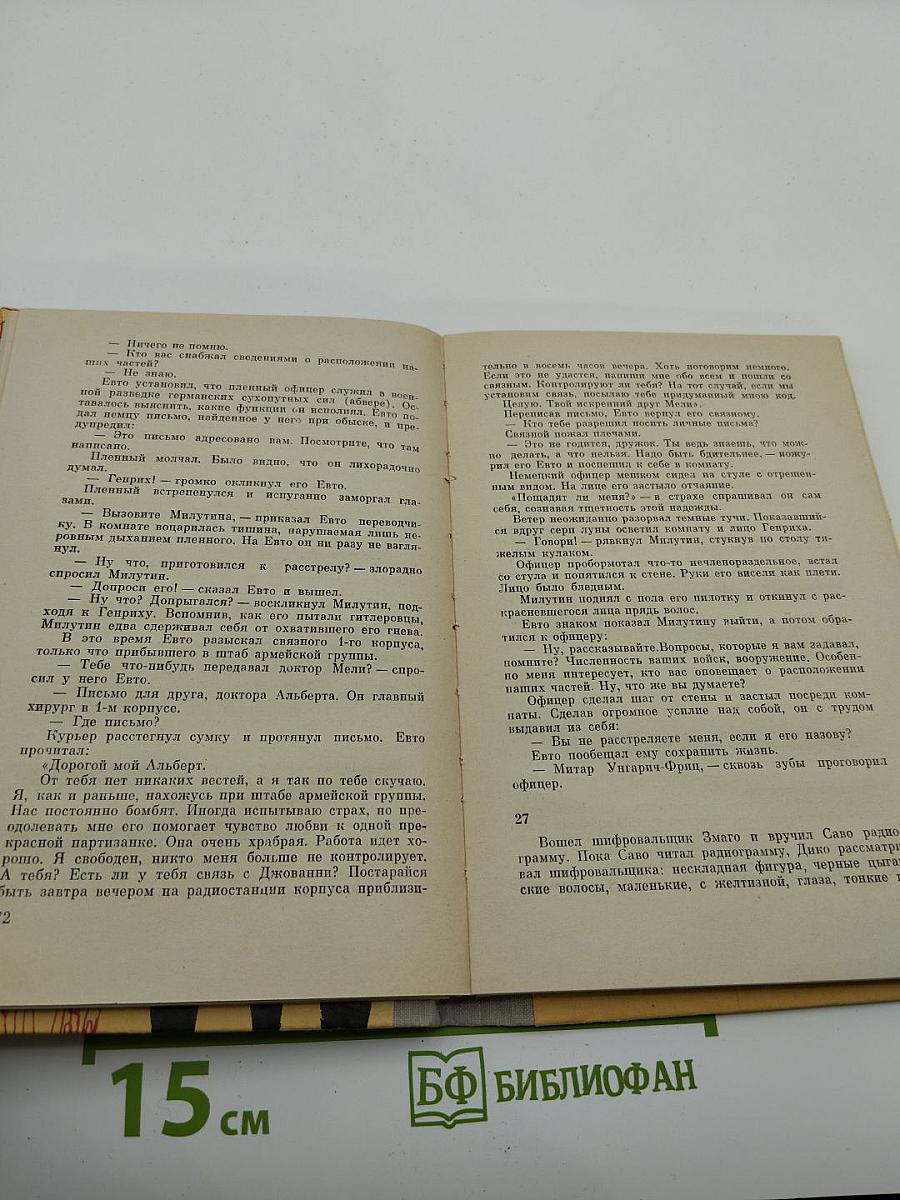 — Ничего не помню.
— Кто вас снабжал сведениями о расположении на-
ших частей?
— Не знаю.
Евто установил, что пленный офицер служил в воен-
ной разведке германских сухопутных сил (абвере). Ос-
тавалось выяснить, какие функции он исполнял. Евто по-
дал немцу письмо, найденное у него при обыске, и пре-
дупредил:
— Это письмо адресовано вам. Посмотрите, что там
написано.
Пленный молчал. Было видно, что он лихорадочно
думал.
— Генрих! — громко окликнул его Евто.
Пленный встрепенулся и испуганно заморгал гла-
зами.
— Вызовите Милутина, — приказал Евто переводчи-
ку. В комнате воцарилась тишина, нарушаемая лишь не-
ровным дыханием пленного. На Евто он ни разу не взгля-
нул.
— Ну что, приготовился к расстрелу? — злорадно
спросил Милутин.
— Допроси его! — сказал Евто и вышел.
— Ну что? Допрыгался? — воскликнул Милутин, под-
ходя к Генриху. Вспомнив, как его пытали гитлеровцы,
Милутин едва сдерживал себя от охватившего его гнева.
В это время Евто разыскал связного 1-го корпуса,
только что прибывшего в штаб армейской группы.
— Тебе что-нибудь передавал доктор Мели? — спро-
сил у него Евто.
— Письмо для друга, доктора Альберта. Он главный
хирург в 1-м корпусе.
— Где письмо?
Курьер расстегнул сумку и протянул письмо. Евто
прочитал:
«Дорогой мой Альберт.
От тебя нет никаких вестей, а я так по тебе скучаю.
Я, как и раньше, нахожусь при штабе армейской группы.
Нас постоянно бомбят. Иногда испытываю страх, но пре-
одолевать мне его помогает чувство любви к одной пре-
красной партизанке. Она очень храбрая. Работа идет хо-
рошо. Я свободен, никто меня больше не контролирует.
А тебя? Есть ли у тебя связь с Джованни? Постарайся
быть завтра вечером на радиостанции корпуса приблизи-
72
тельно в восемь часов вечера. Хоть поговорим немного.
Если это не удастся, напиши мне обо всем и пошли со
связным. Контролируют ли тебя? На тот случай, если мы
установим связь, посылаю тебе придуманный мною код.
Целую. Твой искренний друг Мели».
Переписав письмо, Евто вернул его связному.
— Кто тебе разрешил носить личные письма?
Связной пожал плечами.
— Это не годится, дружок. Ты ведь знаешь, что мож-
но делать, а что нельзя. Надо быть бдительнее, — пожу-
рил его Евто и поспешил к себе в комнату.
Немецкий офицер мешком сидел на стуле с отрешен-
ным видом. На лице его застыло отчаяние.
«Пощадят ли меня?» — в страхе спрашивал он сам
себя, сознавая тщетность этой надежды.
Ветер неожиданно разорвал темные тучи. Показавший-
ся вдруг серп луны осветил комнату и лицо Генриха.
— Говори! — рявкнул Милутин, стукнув по столу тя-
желым кулаком.
Офицер пробормотал что-то нечленораздельное, встал
со стула и попятился к стене. Руки его висели как плети.
Лицо было бледным.
Милутин поднял с пола его пилотку и откинул с рас-
красневшегося лица прядь волос.
Евто знаком показал Милутину выйти, а потом обра-
тился к офицеру:
— Ну, рассказывайте.Вопросы, которые я вам задавал,
помните? Численность ваших войск, вооружение. Особен-
но меня интересует, кто вас оповещает о расположении
наших частей. Ну, что же вы думаете?
Офицер сделал шаг от стены и застыл посреди ком-
наты. Сделав огромное усилие над собой, он с трудом
выдавил из себя:
— Вы не расстреляете меня, если я его назову?
Евто пообещал ему сохранить жизнь.
— Митар Унгарич-Фриц, — сквозь зубы проговорил
офицер.
27
Вошел шифровальщик Змаго и вручил Саво радио-
грамму. Пока Саво читал радиограмму, Дико рассматри-
вал шифровальщика: нескладная фигура, черные цыган-
ские волосы, маленькие, с желтизной, глаза, тонкие
15 см
БФ БИБЛИОФАН